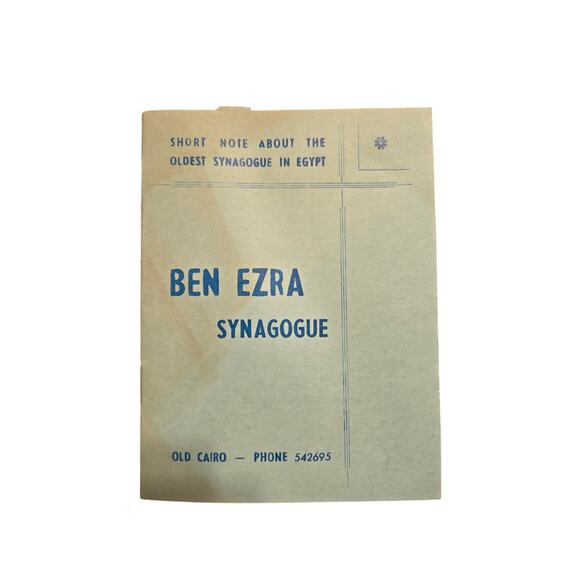 SHORT NOTE ABOUT THE
OLDEST SYNAGOGUE IN EGYPT
BEN EZRA
SYNAGOGUE
OLD CAIRO — PHONE 542695